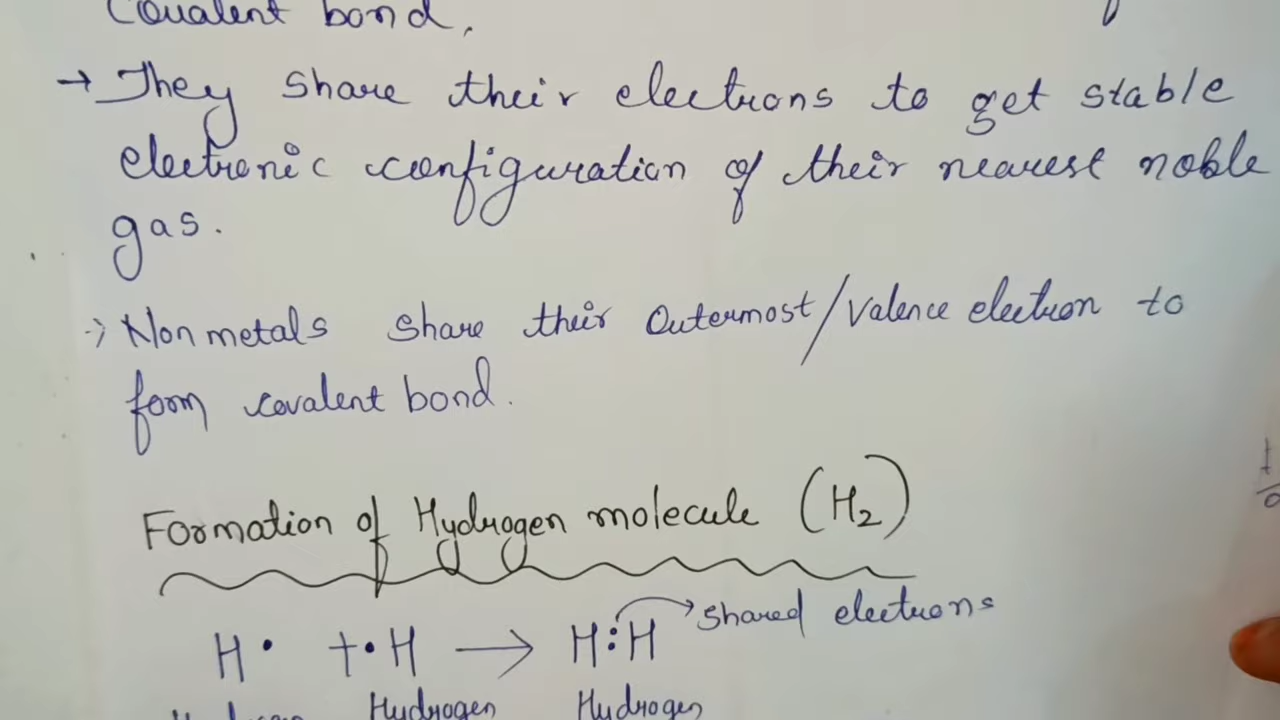 Covalent bond.
→ They share their electrons to get stable
electronic configuration of their nearest noble
gas.
→ Non metals share their Outermost/Valence electron to
form covalent bond.
Formation of Hydrogen molecule (H₂)
H• + •H → H:H → Shared electrons
Hydrogen Hydrogen